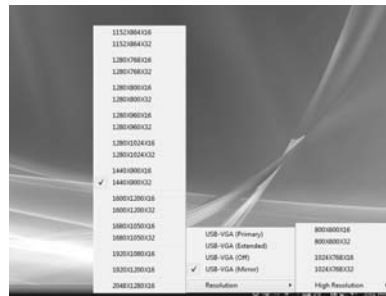 1152X864X16
1152X864X32
1280X768X16
1280X768X32
1280X800X16
1280X800X32
1280X960X16
1280X960X32
1280X1024X16
1280X1024X32
1440X900X16
1440X900X32
1600X1200X16
1600X1200X32
1680X1050X16
1680X1050X32
1920X1080X16
1920X1200X16
2048X1280X16
USB-VGA (Primary)
USB-VGA (Extended)
USB-VGA (Off)
USB-VGA (Mirror)
Resolution
800X600X16
800X600X32
1024X768X16
1024X768X32
High Resolution